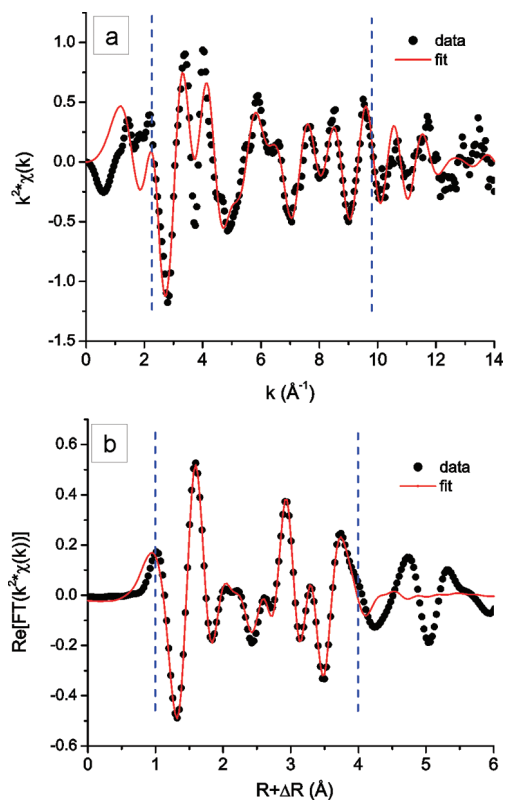 a
data
fit
1.0
0.5
0.0
-0.5
-1.0
-1.5
k²*χ(k)
0 2 4 6 8 10 12 14
k (Å⁻¹)
b
data
fit
0.6
0.4
0.2
0.0
-0.2
-0.4
-0.6
Re[FT(k²*χ(k))]
0 1 2 3 4 5 6
R+ΔR (Å)